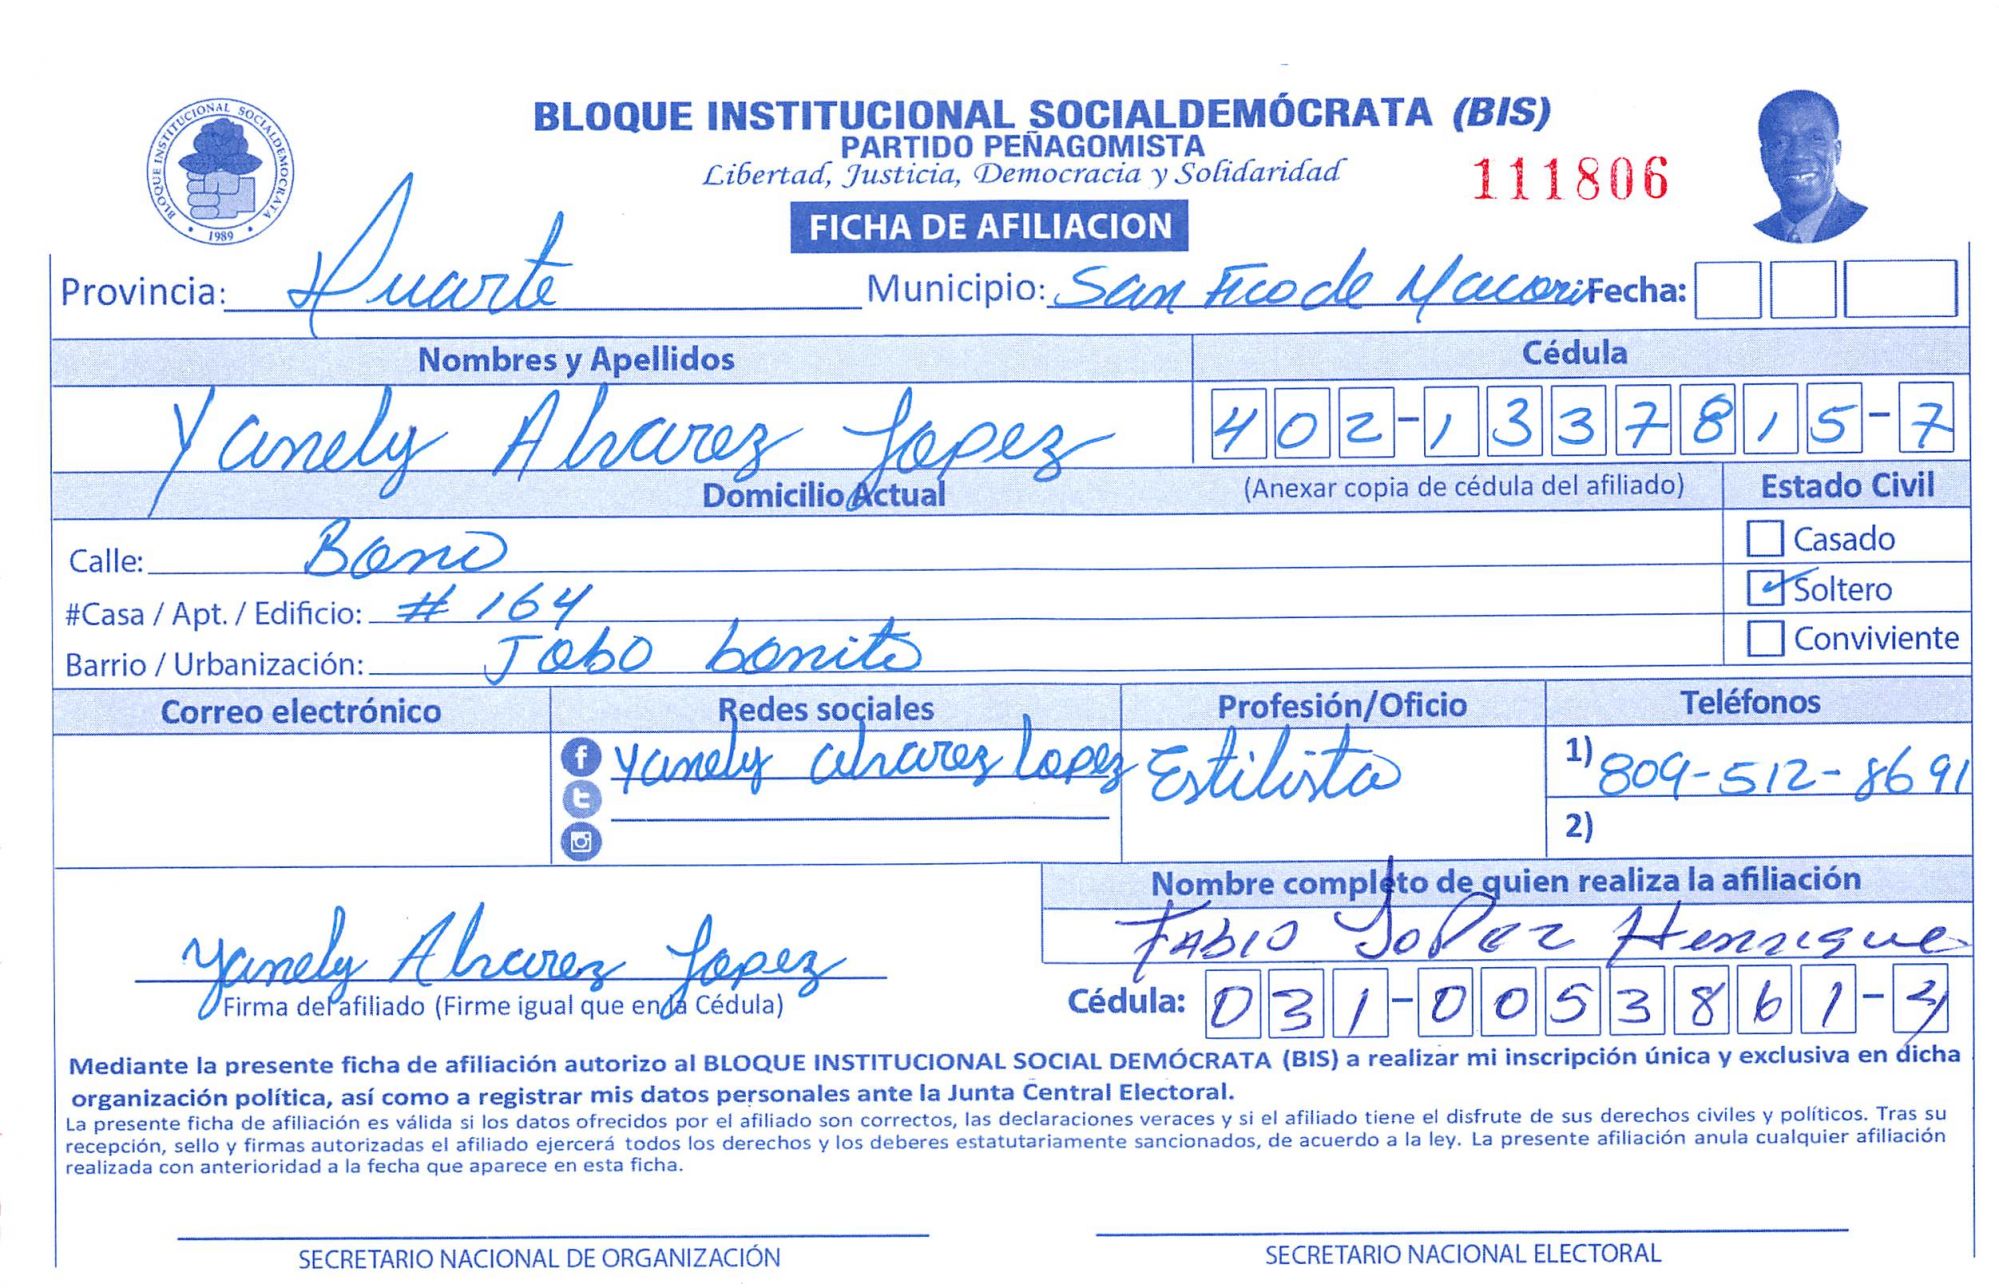 BLOQUE INSTITUCIONAL SOCIALDEMOCRATA
1989
BLOQUE INSTITUCIONAL SOCIALDEMÓCRATA (BIS)
PARTIDO PEÑAGOMISTA
Libertad, Justicia, Democracia y Solidaridad
111806
FICHA DE AFILIACION
Provincia: Duarte Municipio: San Fco de Macoris Fecha:
Nombres y Apellidos Cédula
Yanely Alvarez Lopez 402-1337815-7
Domicilio Actual (Anexar copia de cédula del afiliado) Estado Civil
Calle: Bono Casado
#Casa / Apt. / Edificio: # 164 Soltero
Barrio / Urbanización: Jobo bonito Conviviente
Correo electrónico Redes sociales Profesión/Oficio Teléfonos
Yanely alvarez lopez Estilista 1) 809-512-8691
2)
Nombre completo de quien realiza la afiliación
Yanely Alvarez Lopez FABIO LoPez Henrique
Firma del afiliado (Firme igual que en la Cédula) Cédula: 031-0053861-
Mediante la presente ficha de afiliación autorizo al BLOQUE INSTITUCIONAL SOCIAL DEMÓCRATA (BIS) a realizar mi inscripción única y exclusiva en dicha
organización política, así como a registrar mis datos personales ante la Junta Central Electoral.
La presente ficha de afiliación es válida si los datos ofrecidos por el afiliado son correctos, las declaraciones veraces y si el afiliado tiene el disfrute de sus derechos civiles y políticos. Tras su
recepción, sello y firmas autorizadas el afiliado ejercerá todos los derechos y los deberes estatutariamente sancionados, de acuerdo a la ley. La presente afiliación anula cualquier afiliación
realizada con anterioridad a la fecha que aparece en esta ficha.
SECRETARIO NACIONAL DE ORGANIZACIÓN SECRETARIO NACIONAL ELECTORAL